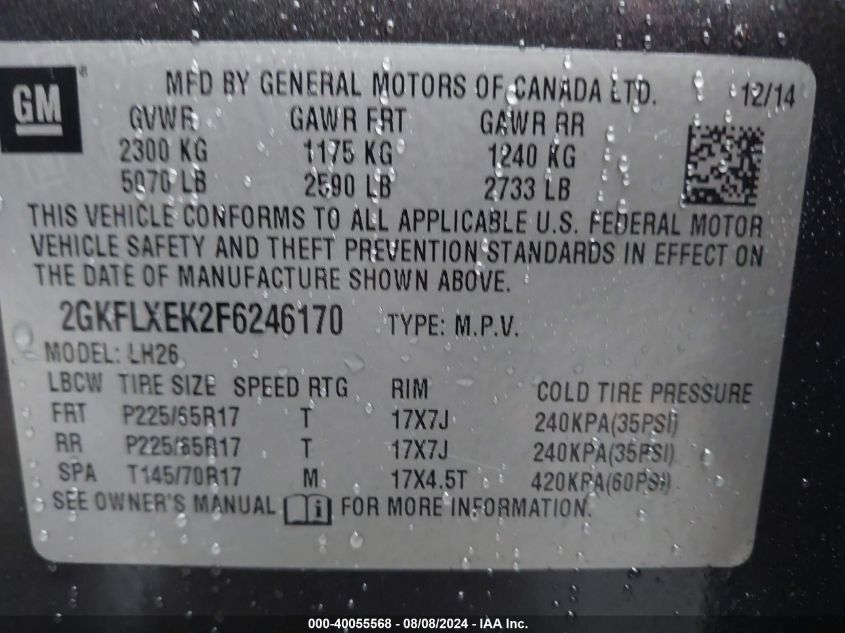 GM
MFD BY GENERAL MOTORS OF CANADA LTD. 12/14
GVWR GAWR FRT GAWR RR
2300 KG 1175 KG 1240 KG
5070 LB 2590 LB 2733 LB
THIS VEHICLE CONFORMS TO ALL APPLICABLE U.S. FEDERAL MOTOR
VEHICLE SAFETY AND THEFT PREVENTION STANDARDS IN EFFECT ON
THE DATE OF MANUFACTURE SHOWN ABOVE.
2GKFLXEK2F6246170 TYPE: M.P.V.
MODEL: LH26
LBCW TIRE SIZE SPEED RTG RIM COLD TIRE PRESSURE
FRT P225/65R17 T 17X7J 240KPA(35PSI)
RR P225/65R17 T 17X7J 240KPA(35PSI)
SPA T145/70R17 M 17X4.5T 420KPA(60PSI)
SEE OWNER'S MANUAL i FOR MORE INFORMATION.
000-40055568 - 08/08/2024 - IAA Inc.